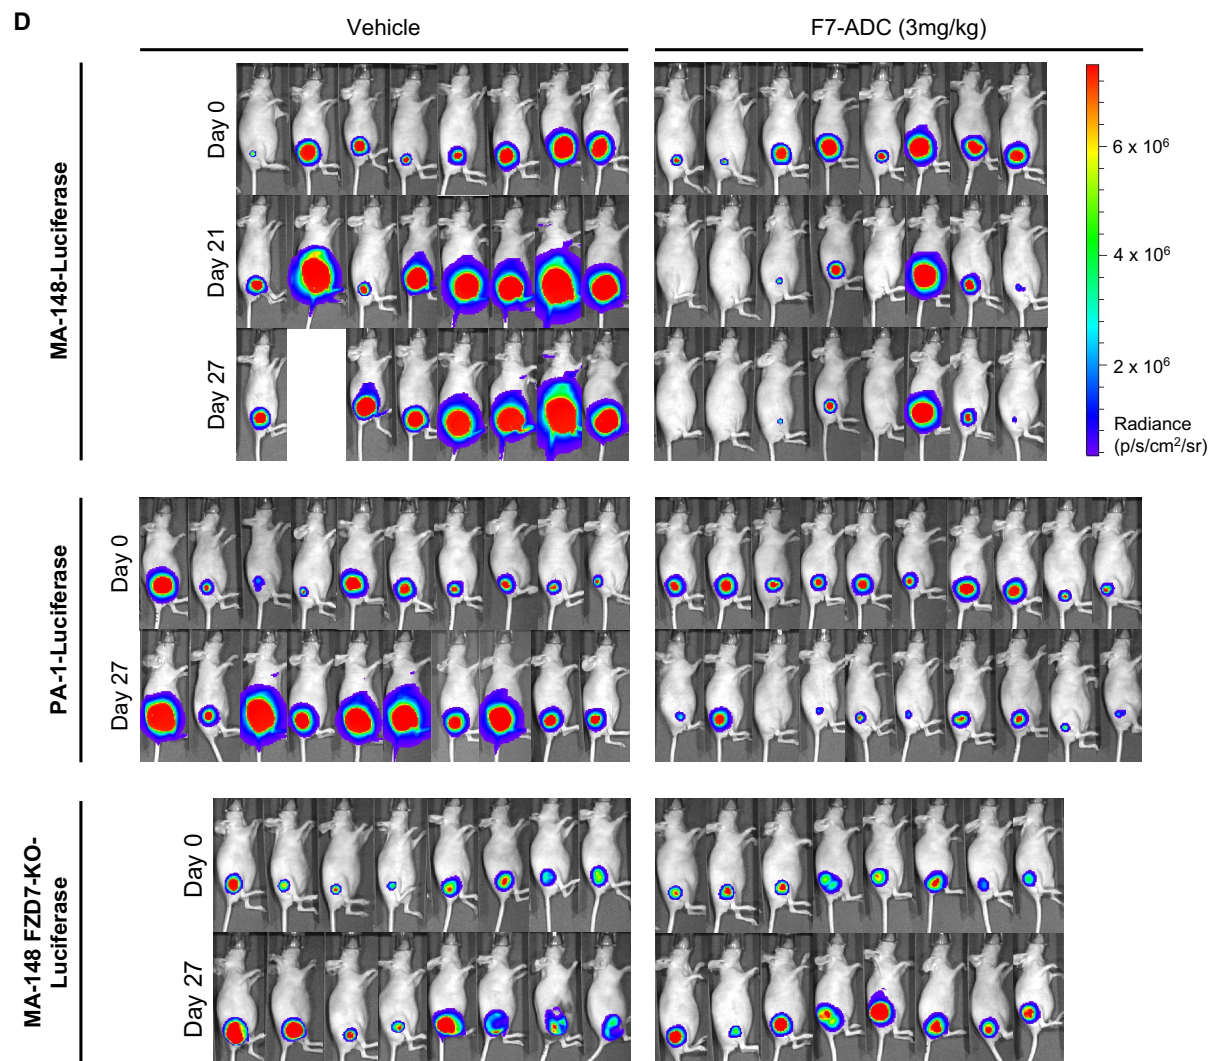 D
Vehicle
F7-ADC (3mg/kg)
MA-148-Luciferase
Day 0
Day 21
Day 27
6 x 10⁶
4 x 10⁶
2 x 10⁶
Radiance
(p/s/cm²/sr)
PA-1-Luciferase
Day 0
Day 27
MA-148 FZD7-KO-
Luciferase
Day 0
Day 27